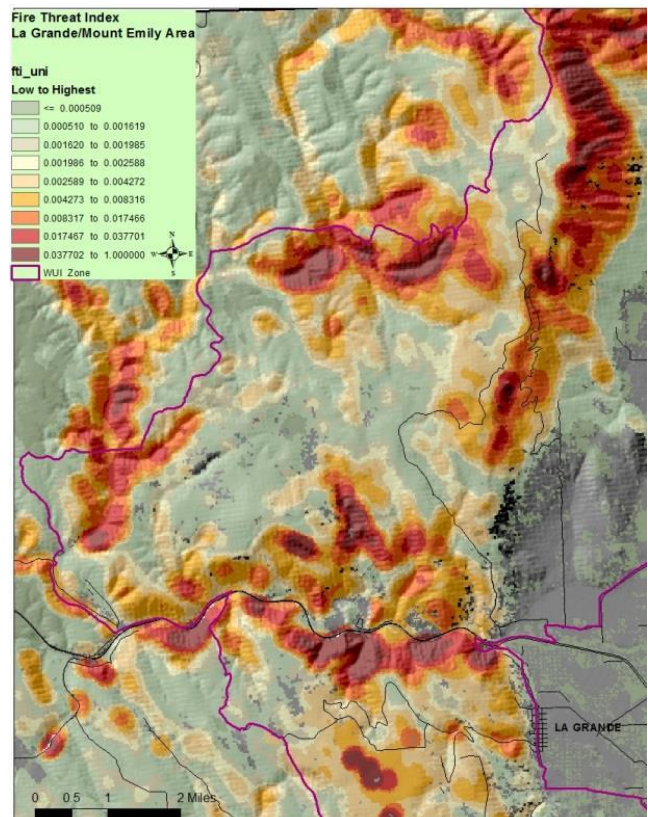 Fire Threat Index
La Grande/Mount Emily Area
fti_uni
Low to Highest
<= 0.000509
0.000510 to 0.001619
0.001620 to 0.001985
0.001986 to 0.002588
0.002589 to 0.004272
0.004273 to 0.008316
0.008317 to 0.017466
0.017467 to 0.037701
0.037702 to 1.000000
WUI Zone
N
W E
S
LA GRANDE
0 0.5 1 2 Miles